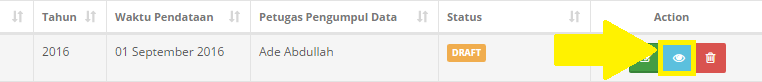 Tahun Waktu Pendataan Petugas Pengumpul Data Status Action
2016 01 September 2016 Ade Abdullah DRAFT